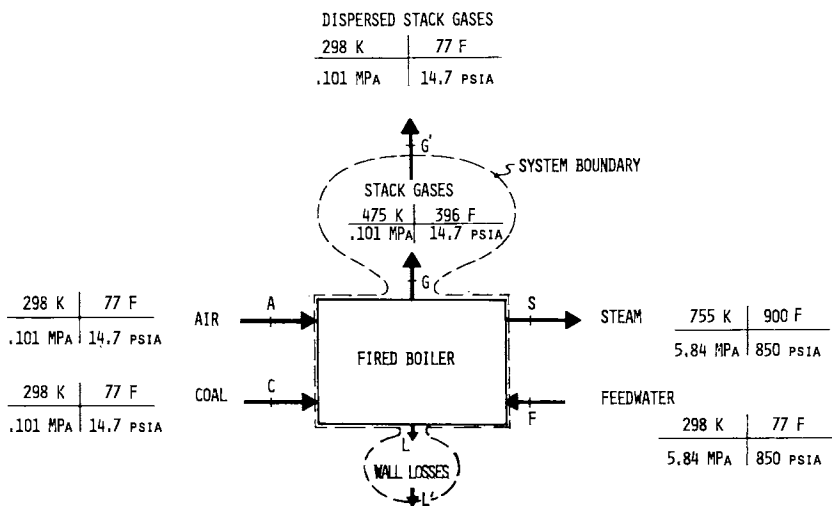 DISPERSED STACK GASES
298 K 77 F
.101 MPA 14.7 PSIA
G'
SYSTEM BOUNDARY
STACK GASES
475 K 396 F
.101 MPA 14.7 PSIA
G
298 K 77 F
.101 MPA 14.7 PSIA
AIR
A
FIRED BOILER
S
STEAM
755 K 900 F
5.84 MPA 850 PSIA
298 K 77 F
.101 MPA 14.7 PSIA
COAL
C
F
FEEDWATER
298 K 77 F
5.84 MPA 850 PSIA
L
WALL LOSSES
L'